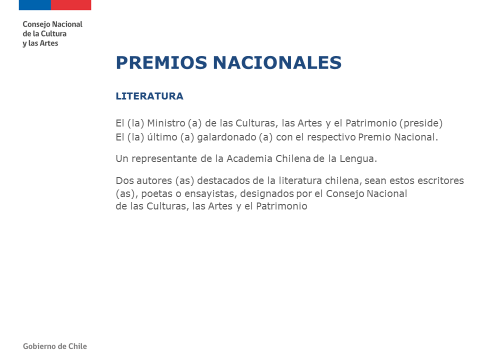 Consejo Nacional
de la Cultura
y las Artes
PREMIOS NACIONALES
LITERATURA
El (la) Ministro (a) de las Culturas, las Artes y el Patrimonio (preside)
El (la) último (a) galardonado (a) con el respectivo Premio Nacional.
Un representante de la Academia Chilena de la Lengua.
Dos autores (as) destacados de la literatura chilena, sean estos escritores
(as), poetas o ensayistas, designados por el Consejo Nacional
de las Culturas, las Artes y el Patrimonio
Gobierno de Chile